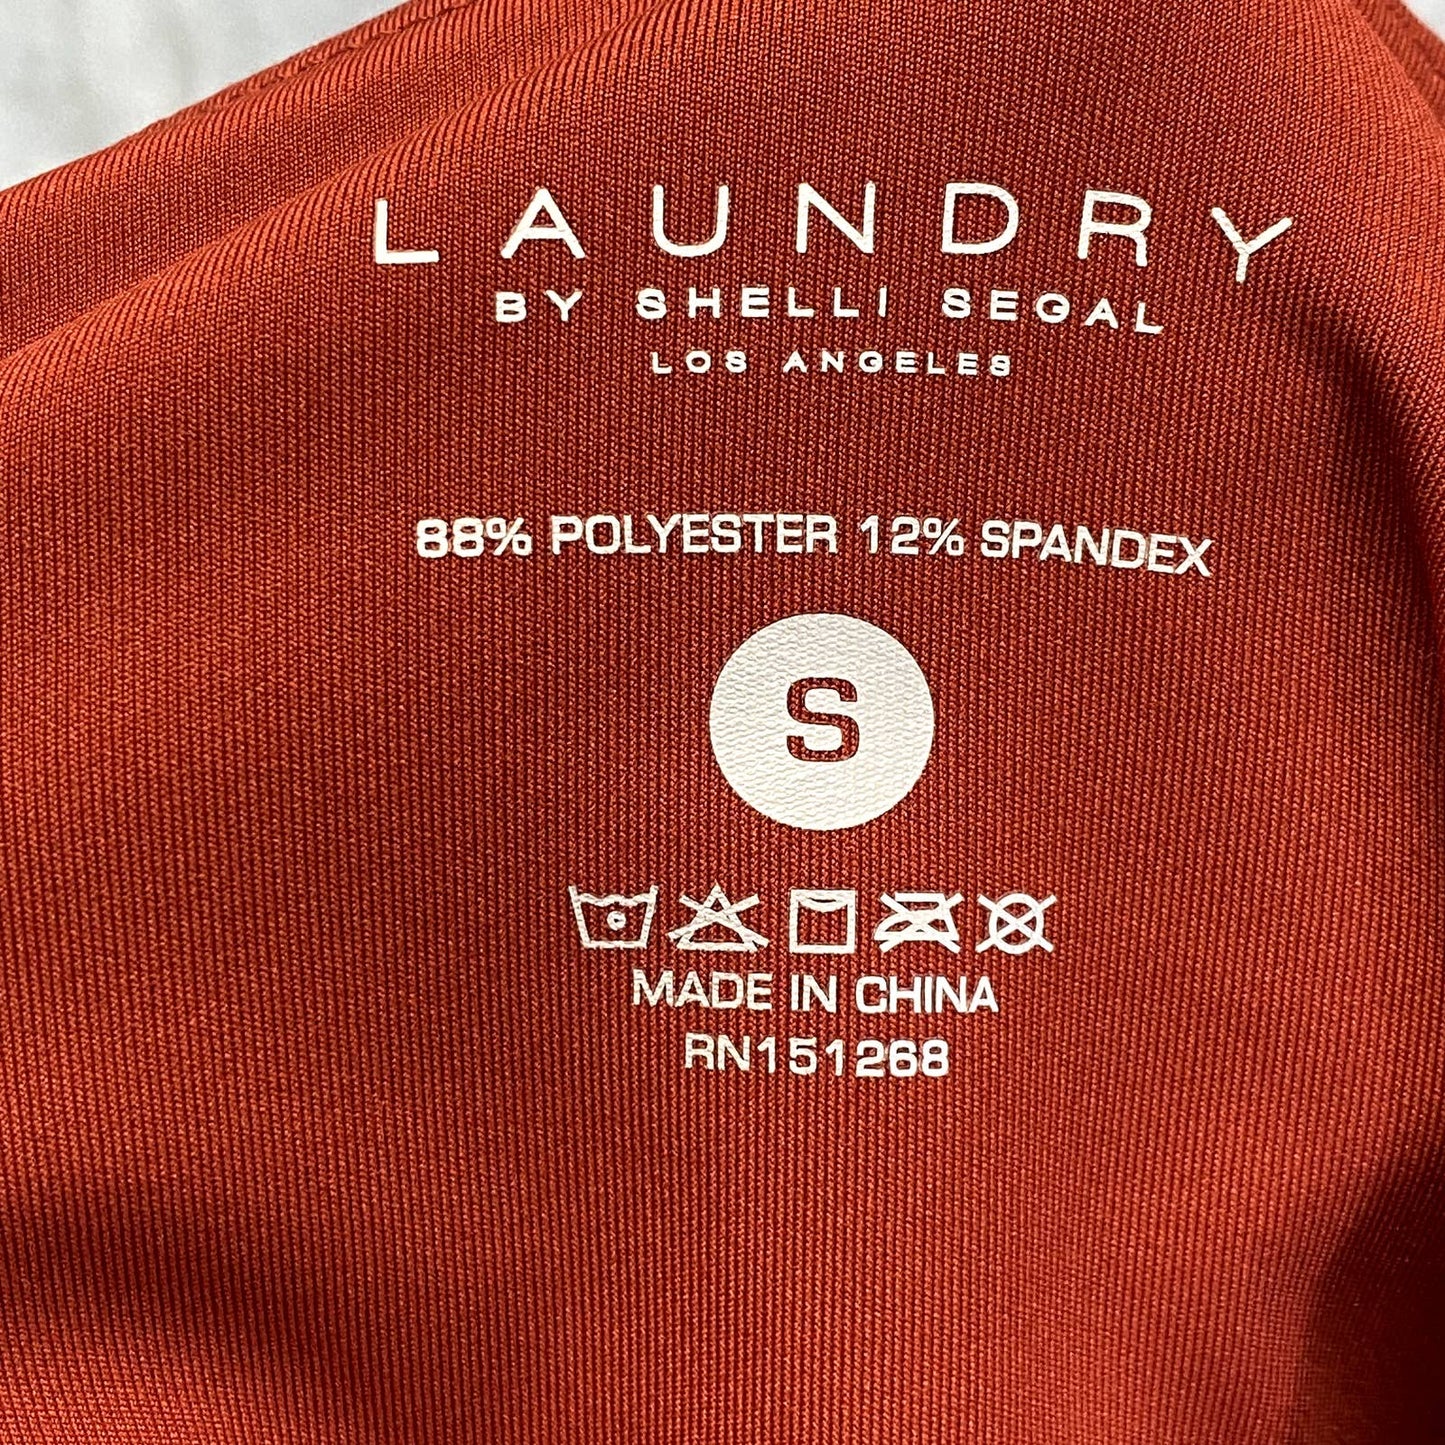 LAUNDRY
BY SHELLI SEGAL
LOS ANGELES
88% POLYESTER 12% SPANDEX
S
C
MADE IN CHINA
RN151268